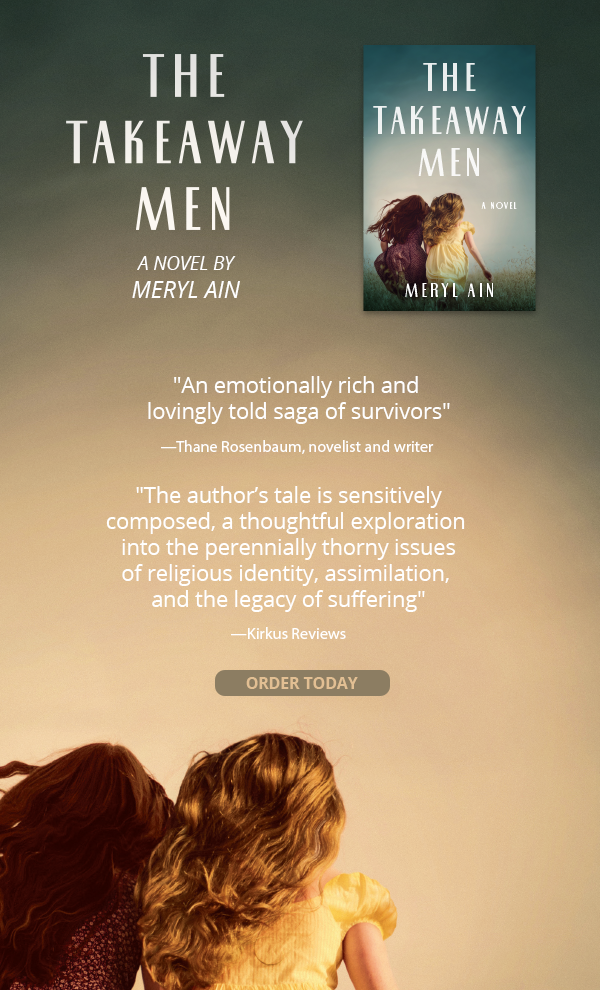 THE
TAKEAWAY
MEN
A NOVEL BY
MERYL AIN
THE
TAKEAWAY
MEN
A NOVEL
MERYL AIN
"An emotionally rich and
lovingly told saga of survivors"
—Thane Rosenbaum, novelist and writer
"The author’s tale is sensitively
composed, a thoughtful exploration
into the perennially thorny issues
of religious identity, assimilation,
and the legacy of suffering"
—Kirkus Reviews
ORDER TODAY